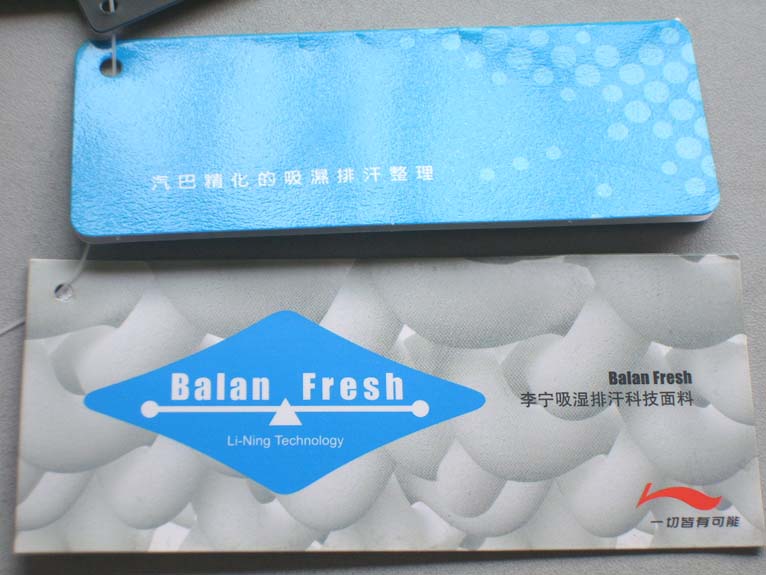 汽巴精化的吸濕排汗整理
Balan Fresh
Li-Ning Technology
Balan Fresh
李宁吸湿排汗科技面料
一切皆有可能